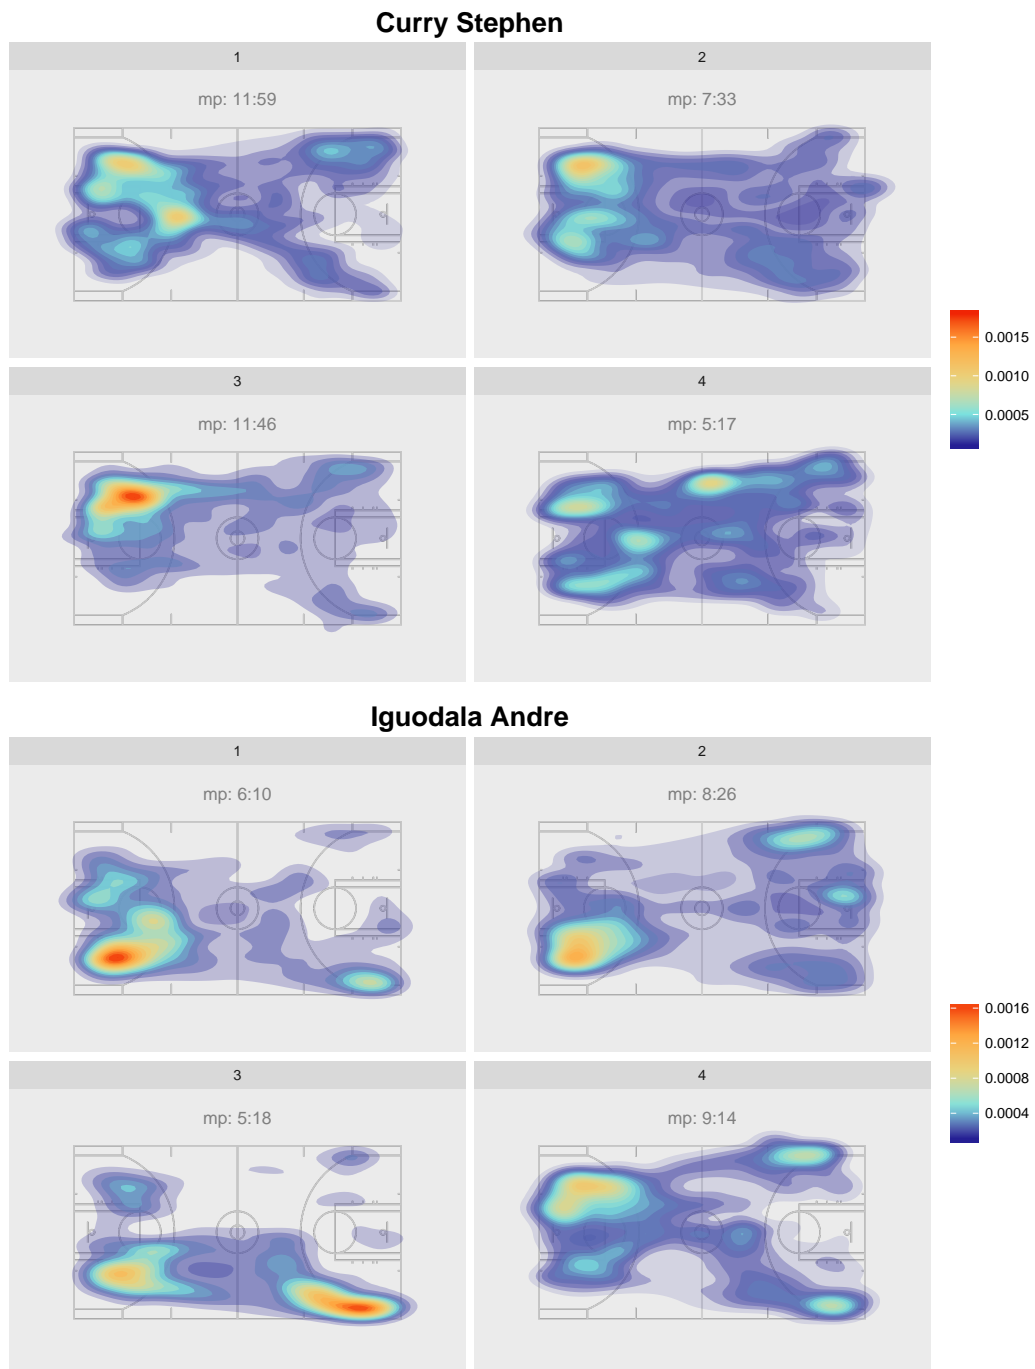 Curry Stephen
1 2
mp: 11:59 mp: 7:33
0.0015
0.0010
3 4
0.0005
mp: 11:46 mp: 5:17
Iguodala Andre
1 2
mp: 6:10 mp: 8:26
0.0016
0.0012
3 4
0.0008
0.0004
mp: 5:18 mp: 9:14